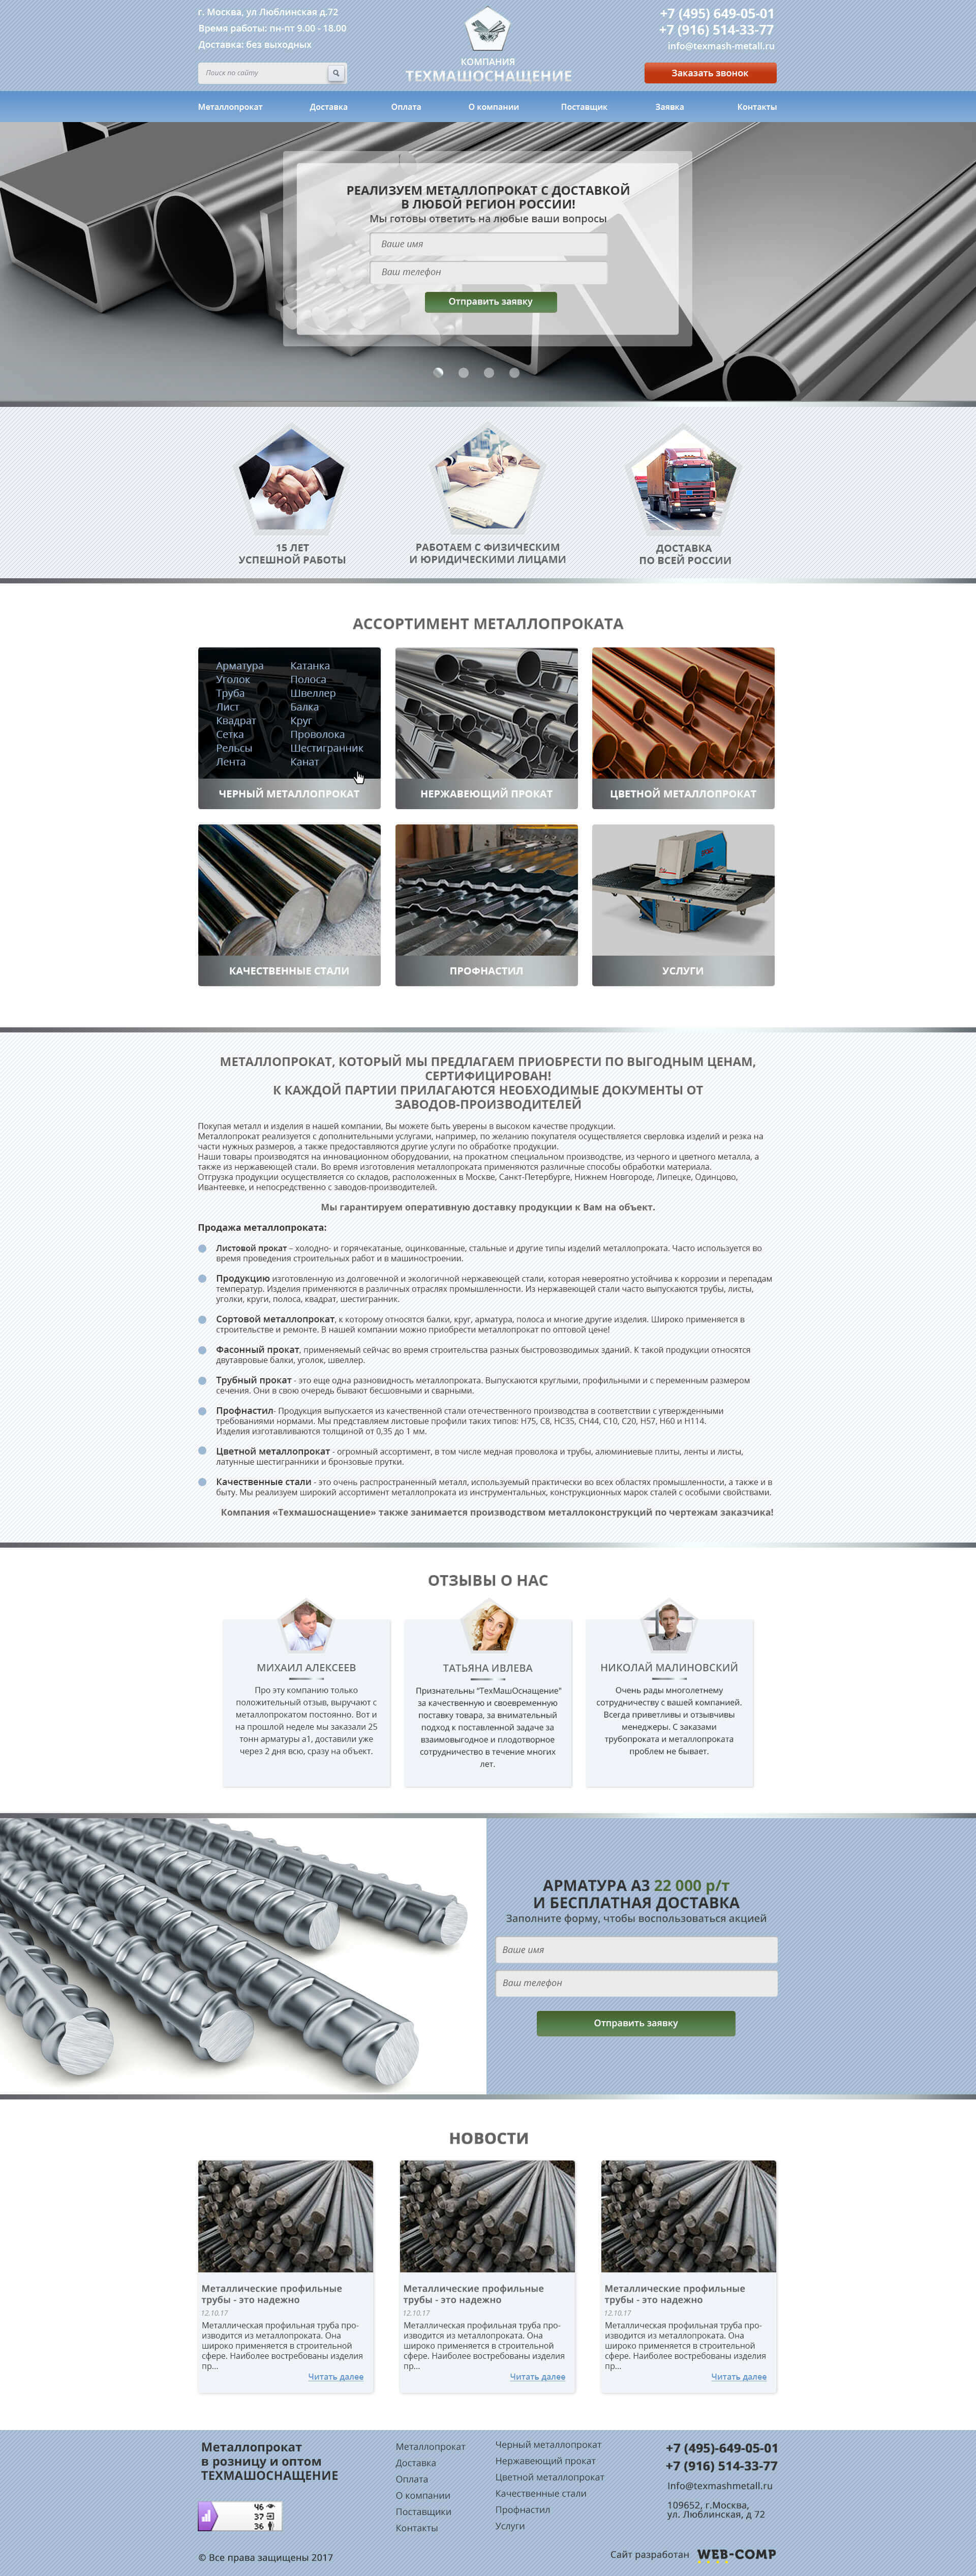 г. Москва, ул Люблинская д.72
Время работы: пн-пт 9.00 - 18.00
Доставка: без выходных
Поиск по сайту
КОМПАНИЯ
ТЕХМАШОСНАЩЕНИЕ
+7 (495) 649-05-01
+7 (916) 514-33-77
info@texmash-metall.ru
Заказать звонок
Металлопрокат Доставка Оплата О компании Поставщик Заявка Контакты
РЕАЛИЗУЕМ МЕТАЛЛОПРОКАТ С ДОСТАВКОЙ
В ЛЮБОЙ РЕГИОН РОССИИ!
Мы готовы ответить на любые ваши вопросы
Ваше имя
Ваш телефон
Отправить заявку
15 ЛЕТ
УСПЕШНОЙ РАБОТЫ
РАБОТАЕМ С ФИЗИЧЕСКИМ
И ЮРИДИЧЕСКИМИ ЛИЦАМИ
ДОСТАВКА
ПО ВСЕЙ РОССИИ
АССОРТИМЕНТ МЕТАЛЛОПРОКАТА
Арматура Катанка
Уголок Полоса
Труба Швеллер
Лист Балка
Квадрат Круг
Сетка Проволока
Рельсы Шестигранник
Лента Канат
ЧЕРНЫЙ МЕТАЛЛОПРОКАТ
НЕРЖАВЕЮЩИЙ ПРОКАТ
ЦВЕТНОЙ МЕТАЛЛОПРОКАТ
КАЧЕСТВЕННЫЕ СТАЛИ
ПРОФНАСТИЛ
УСЛУГИ
МЕТАЛЛОПРОКАТ, КОТОРЫЙ МЫ ПРЕДЛАГАЕМ ПРИОБРЕСТИ ПО ВЫГОДНЫМ ЦЕНАМ,
СЕРТИФИЦИРОВАН!
К КАЖДОЙ ПАРТИИ ПРИЛАГАЮТСЯ НЕОБХОДИМЫЕ ДОКУМЕНТЫ ОТ
ЗАВОДОВ-ПРОИЗВОДИТЕЛЕЙ
Покупая металл и изделия в нашей компании, Вы можете быть уверены в высоком качестве продукции.
Металлопрокат реализуется с дополнительными услугами, например, по желанию покупателя осуществляется сверловка изделий и резка на
части нужных размеров, а также предоставляются другие услуги по обработке продукции.
Наши товары производятся на инновационном оборудовании, на прокатном специальном производстве, из черного и цветного металла, а
также из нержавеющей стали. Во время изготовления металлопроката применяются различные способы обработки материала.
Отгрузка продукции осуществляется со складов, расположенных в Москве, Санкт-Петербурге, Нижнем Новгороде, Липецке, Одинцово,
Ивантеевке, и непосредственно с заводов-производителей.
Мы гарантируем оперативную доставку продукции к Вам на объект.
Продажа металлопроката:
Листовой прокат – холодно- и горячекатаные, оцинкованные, стальные и другие типы изделий металлопроката. Часто используется во
время проведения строительных работ и в машиностроении.
Продукцию изготовленную из долговечной и экологичной нержавеющей стали, которая невероятно устойчива к коррозии и перепадам
температур. Изделия применяются в различных отраслях промышленности. Из нержавеющей стали часто выпускаются трубы, листы,
уголки, круги, полоса, квадрат, шестигранник.
Сортовой металлопрокат, к которому относятся балки, круг, арматура, полоса и многие другие изделия. Широко применяется в
строительстве и ремонте. В нашей компании можно приобрести металлопрокат по оптовой цене!
Фасонный прокат, применяемый сейчас во время строительства разных быстровозводимых зданий. К такой продукции относятся
двутавровые балки, уголок, швеллер.
Трубный прокат - это еще одна разновидность металлопроката. Выпускаются круглыми, профильными и с переменным размером
сечения. Они в свою очередь бывают бесшовными и сварными.
Профнастил- Продукция выпускается из качественной стали отечественного производства в соответствии с утвержденными
требованиями нормами. Мы представляем листовые профили таких типов: Н75, С8, НС35, СН44, С10, С20, Н57, Н60 и Н114.
Изделия изготавливаются толщиной от 0,35 до 1 мм.
Цветной металлопрокат - огромный ассортимент, в том числе медная проволока и трубы, алюминиевые плиты, ленты и листы,
латунные шестигранники и бронзовые прутки.
Качественные стали - это очень распространенный металл, используемый практически во всех областях промышленности, а также и в
быту. Мы реализуем широкий ассортимент металлопроката из инструментальных, конструкционных марок сталей с особыми свойствами.
Компания «Техмашоснащение» также занимается производством металлоконструкций по чертежам заказчика!
ОТЗЫВЫ О НАС
МИХАИЛ АЛЕКСЕЕВ
Про эту компанию только
положительный отзыв, выручают с
металлопрокатом постоянно. Вот и
на прошлой неделе мы заказали 25
тонн арматуры а1, доставили уже
через 2 дня всю, сразу на объект.
ТАТЬЯНА ИВЛЕВА
Признательны "ТехМашОснащение"
за качественную и своевременную
поставку товара, за внимательный
подход к поставленной задаче за
взаимовыгодное и плодотворное
сотрудничество в течение многих
лет.
НИКОЛАЙ МАЛИНОВСКИЙ
Очень рады многолетнему
сотрудничеству с вашей компанией.
Всегда приветливы и отзывчивы
менеджеры. С заказами
трубопроката и металлопроката
проблем не бывает.
АРМАТУРА А3 22 000 р/т
И БЕСПЛАТНАЯ ДОСТАВКА
Заполните форму, чтобы воспользоваться акцией
Ваше имя
Ваш телефон
Отправить заявку
НОВОСТИ
Металлические профильные
трубы - это надежно
12.10.17
Металлическая профильная труба про-
изводится из металлопроката. Она
широко применяется в строительной
сфере. Наиболее востребованы изделия
пр...
Читать далее
Металлические профильные
трубы - это надежно
12.10.17
Металлическая профильная труба про-
изводится из металлопроката. Она
широко применяется в строительной
сфере. Наиболее востребованы изделия
пр...
Читать далее
Металлические профильные
трубы - это надежно
12.10.17
Металлическая профильная труба про-
изводится из металлопроката. Она
широко применяется в строительной
сфере. Наиболее востребованы изделия
пр...
Читать далее
Металлопрокат
в розницу и оптом
ТЕХМАШОСНАЩЕНИЕ
46
37
36
© Все права защищены 2017
Металлопрокат
Доставка
Оплата
О компании
Поставщики
Контакты
Черный металлопрокат
Нержавеющий прокат
Цветной металлопрокат
Качественные стали
Профнастил
Услуги
+7 (495)-649-05-01
+7 (916) 514-33-77
Info@texmashmetall.ru
109652, г.Москва,
ул. Люблинская, д 72
Сайт разработан WEB-COMP